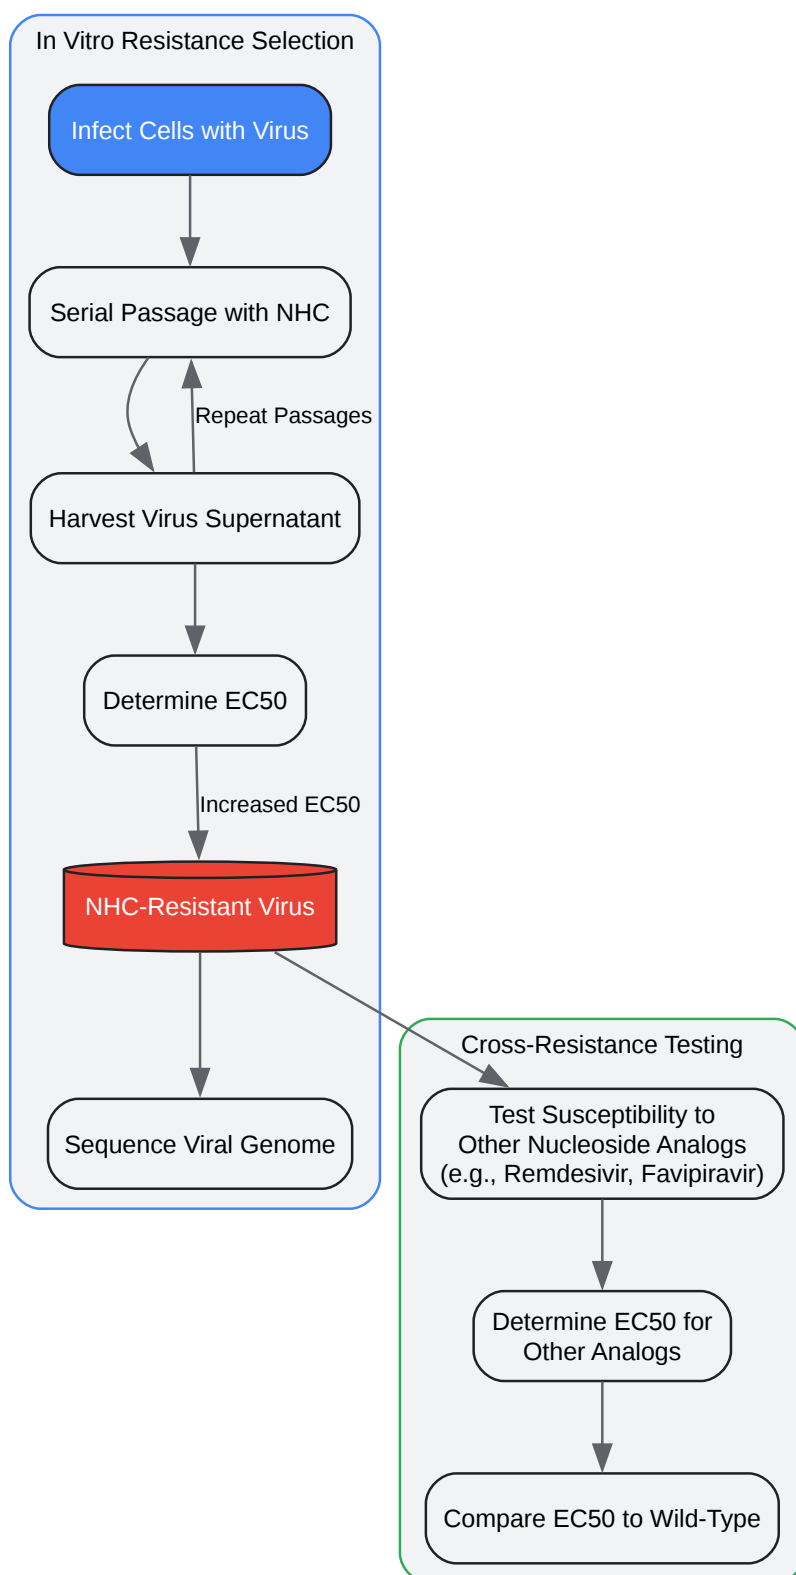 In Vitro Resistance Selection
Infect Cells with Virus
Serial Passage with NHC
Repeat Passages
Harvest Virus Supernatant
Determine EC50
Increased EC50
NHC-Resistant Virus
Sequence Viral Genome
Cross-Resistance Testing
Test Susceptibility to
Other Nucleoside Analogs
(e.g., Remdesivir, Favipiravir)
Determine EC50 for
Other Analogs
Compare EC50 to Wild-Type